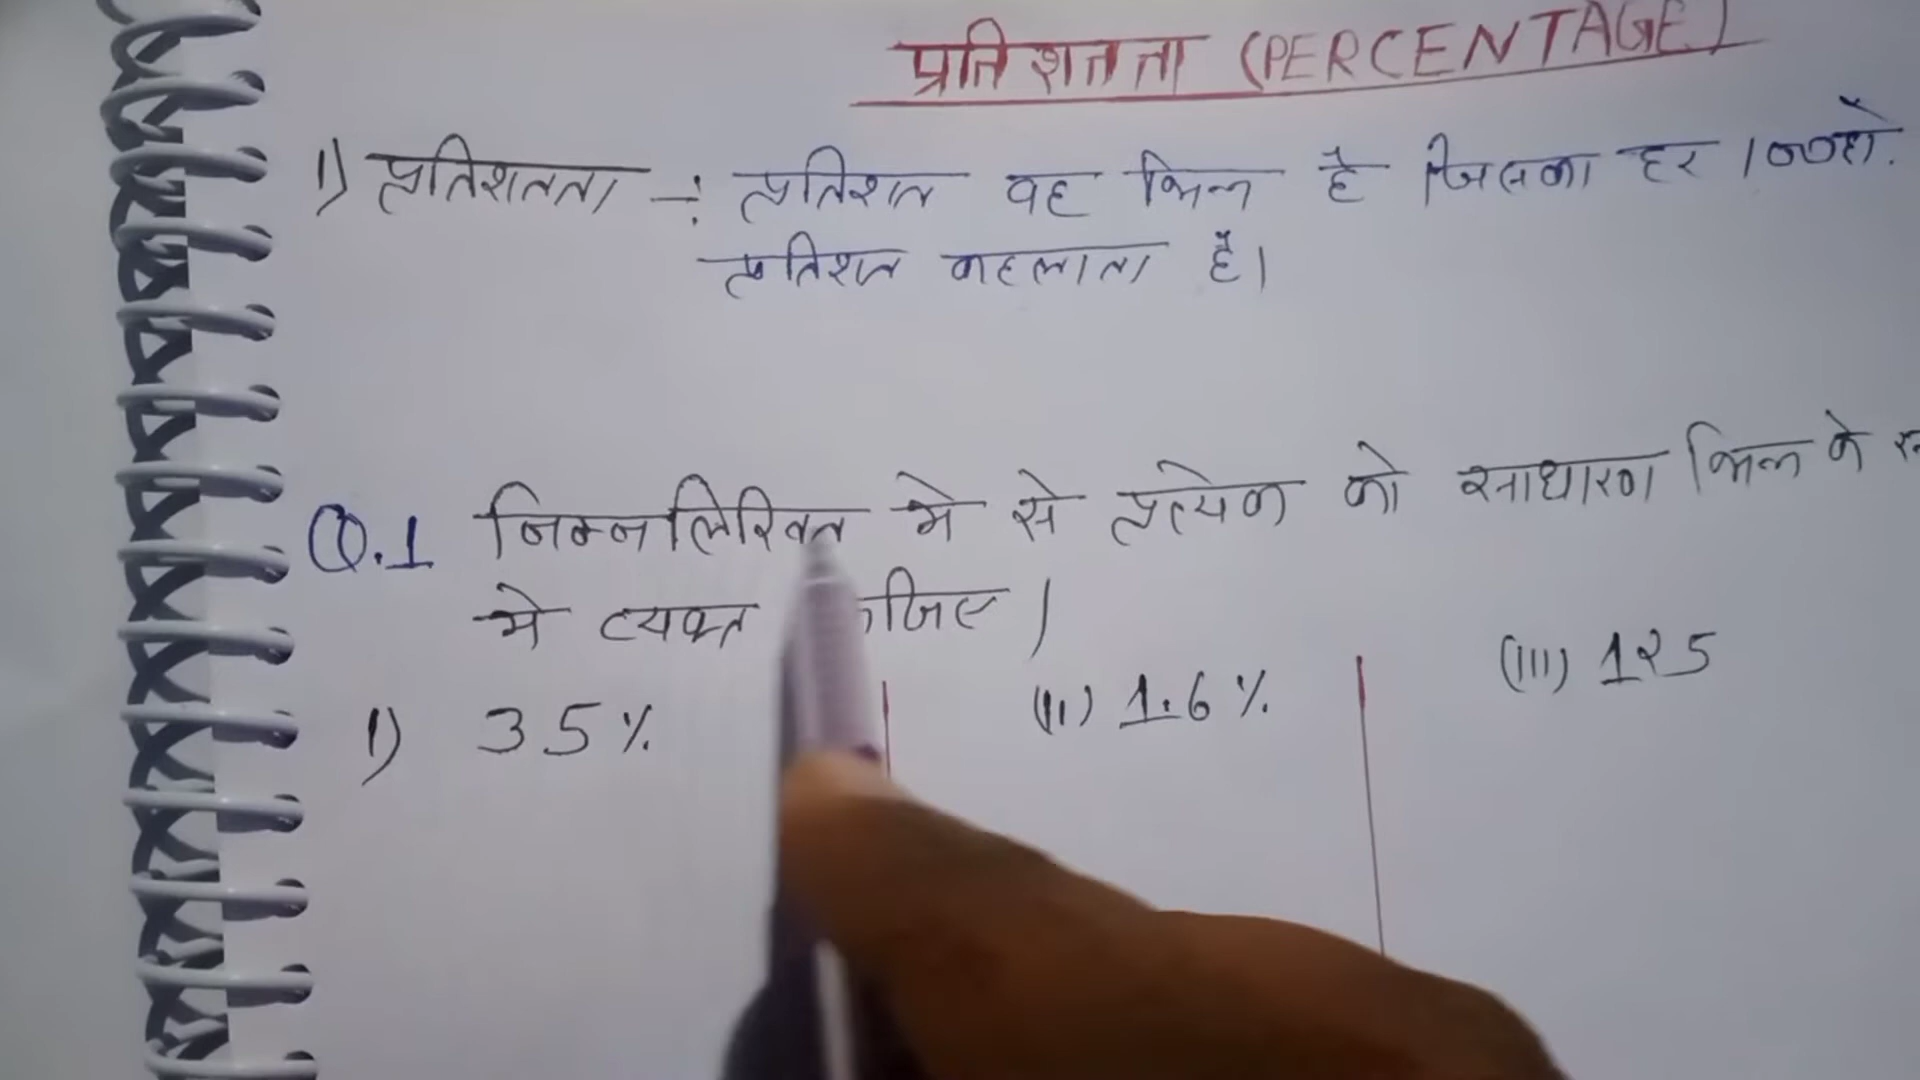 प्रतिशतता (PERCENTAGE)
1) प्रतिशतता -: प्रतिशत वह भिन्न है जिसका हर 100 हो.
प्रतिशत कहलाता है।
Q.1 निम्नलिखित में से प्रत्येक को साधारण भिन्न के
में व्यक्त कीजिए।
1) 35% (ii) 1.6% (iii) 125